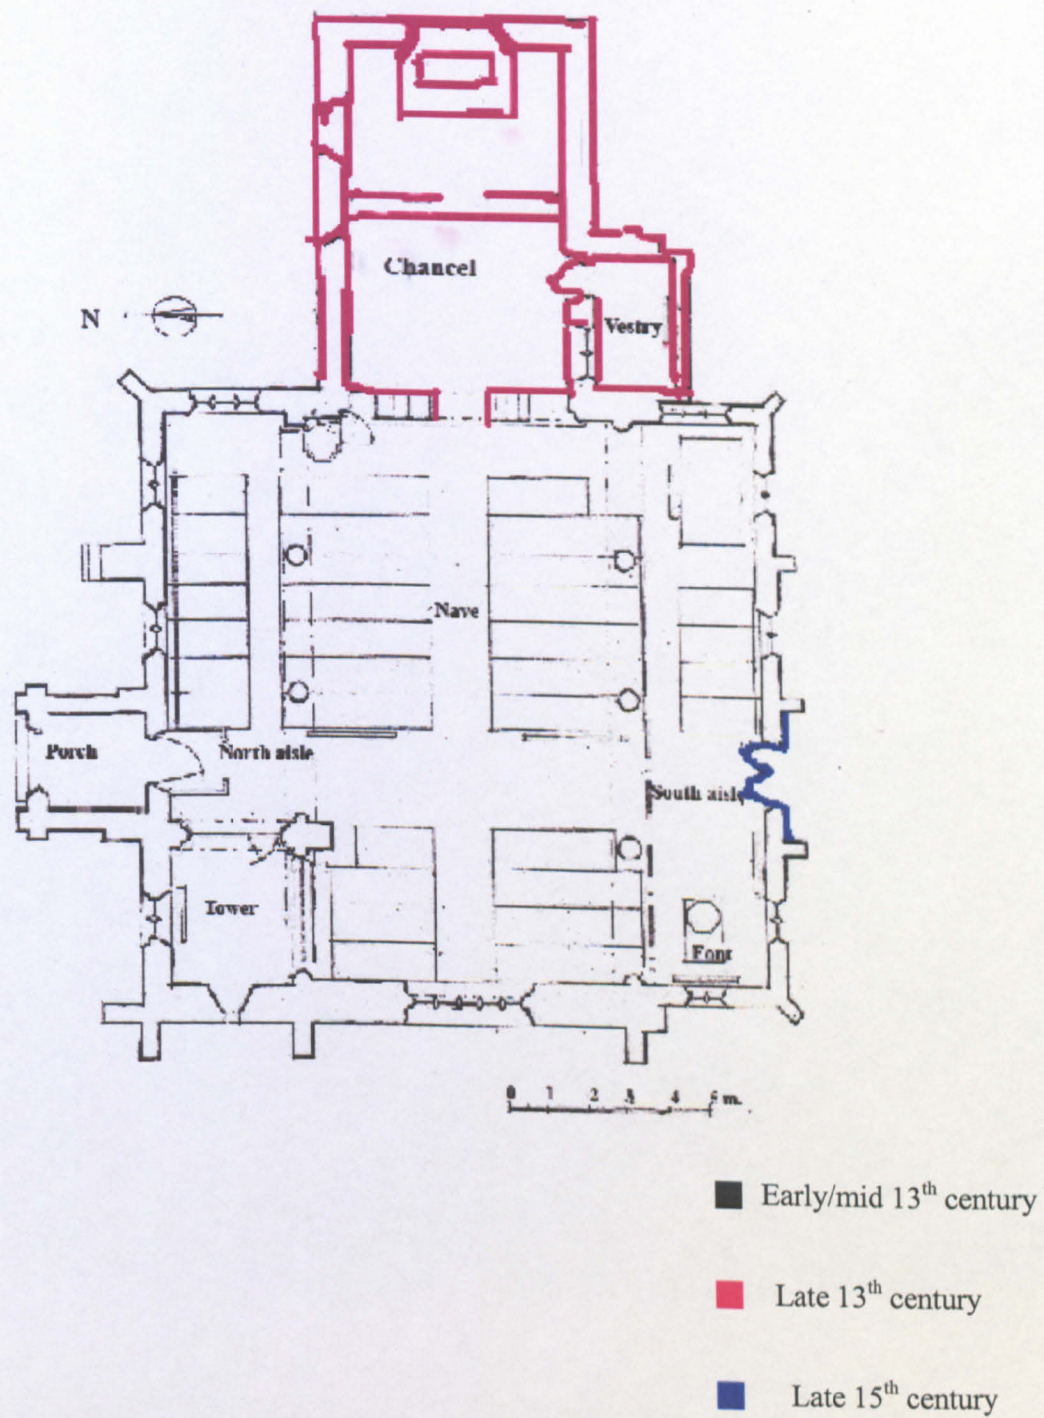 Chancel
N
Vestry
Nave
Porch
North aisle
South aisle
Tower
Font
0 1 2 3 4 5 m.
Early/mid 13th century
Late 13th century
Late 15th century